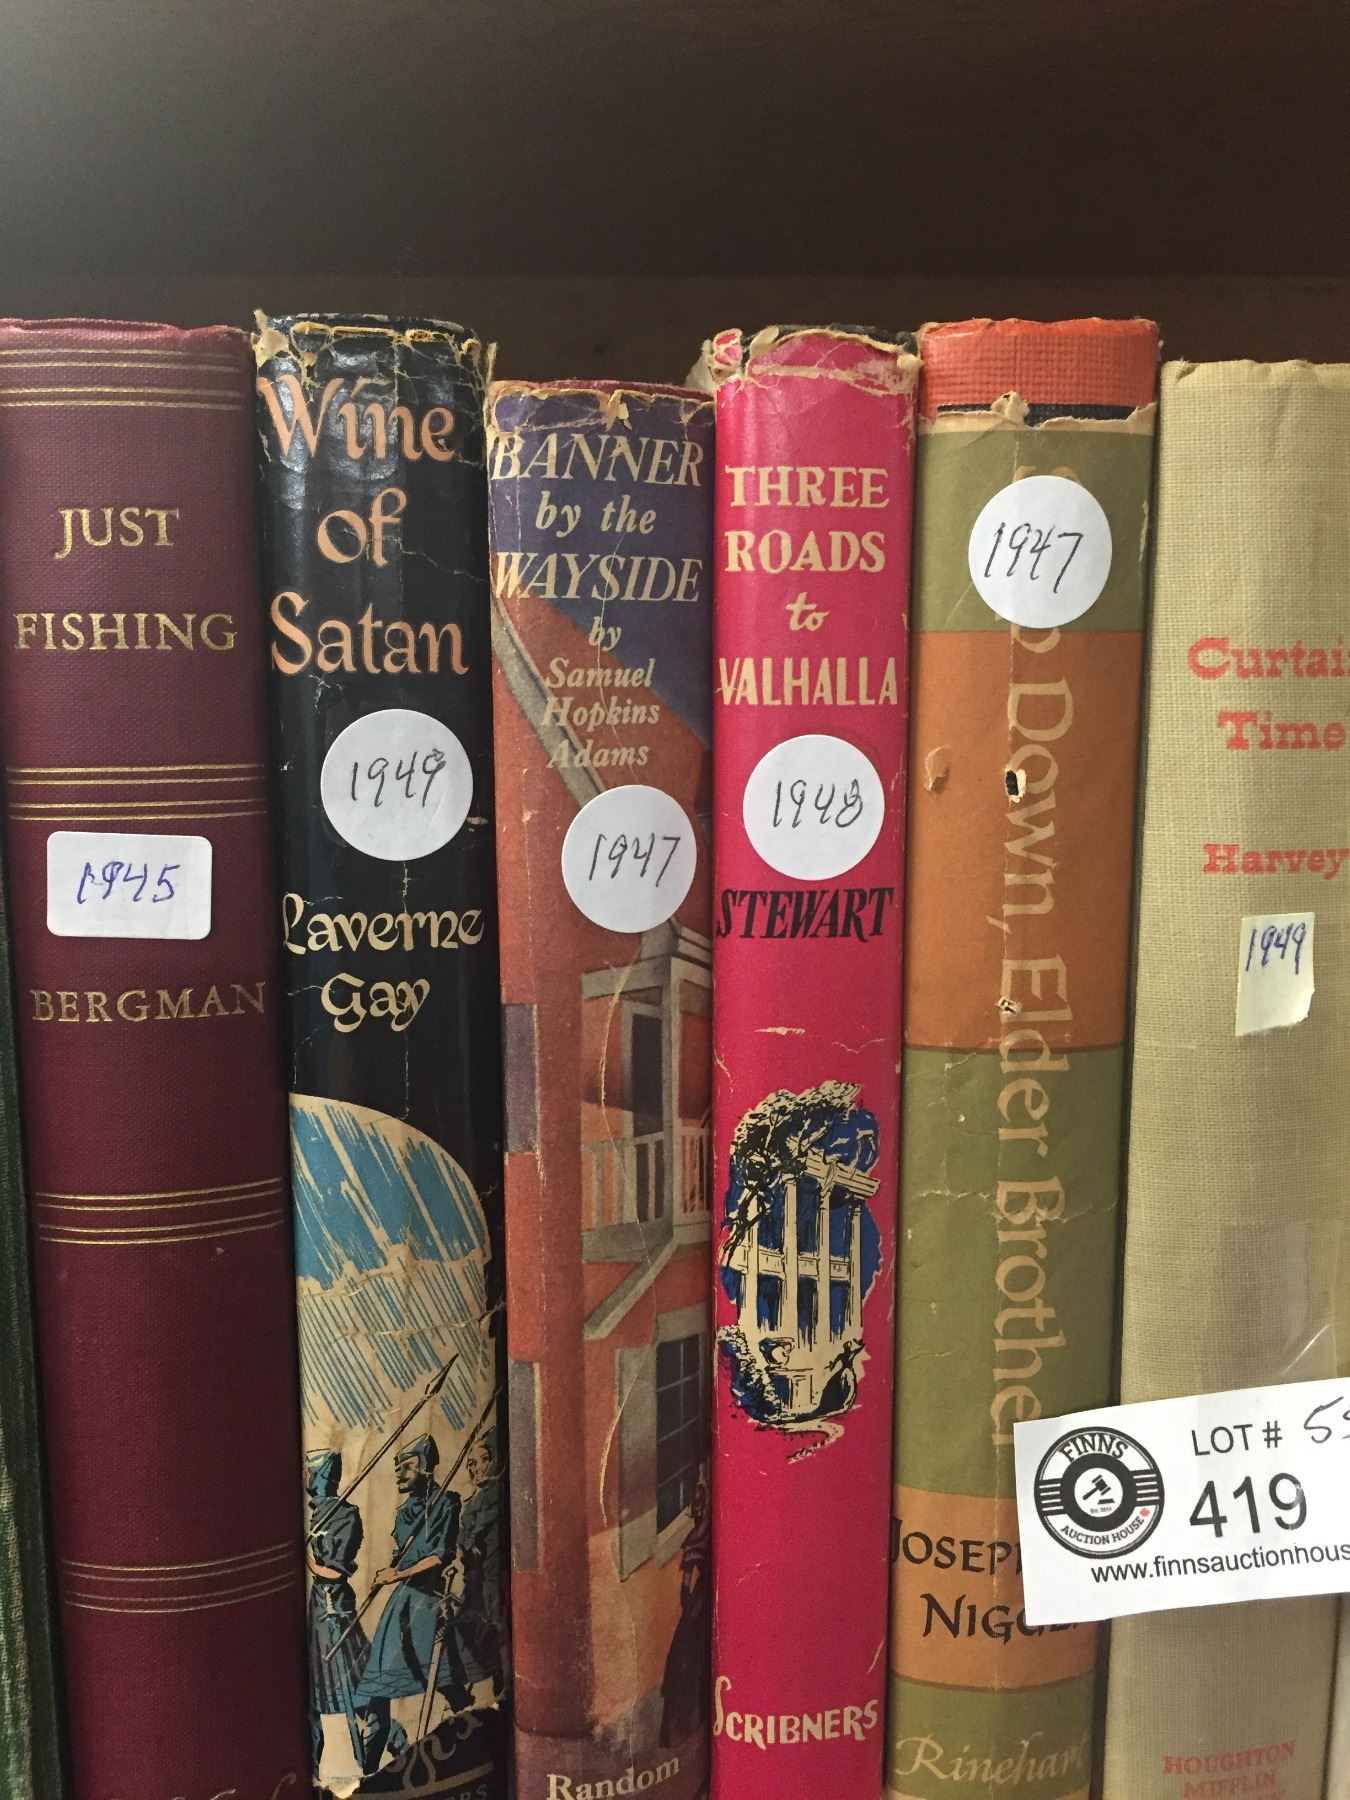 JUST
FISHING
1945
BERGMAN
Wine
of
Satan
1949
Laverne
Gay
BANNER
by the
WAYSIDE
by
Samuel
Hopkins
Adams
1947
Random
THREE
ROADS
to
VALHALLA
1948
STEWART
SCRIBNERS
1947
Down, Elder Brother
Rinehart
Curtai
Time
Harvey
1949
HOUGHTON
MIFFLIN
FINNS
AUCTION HOUSE
LOT #
419
www.finnsauctionhous